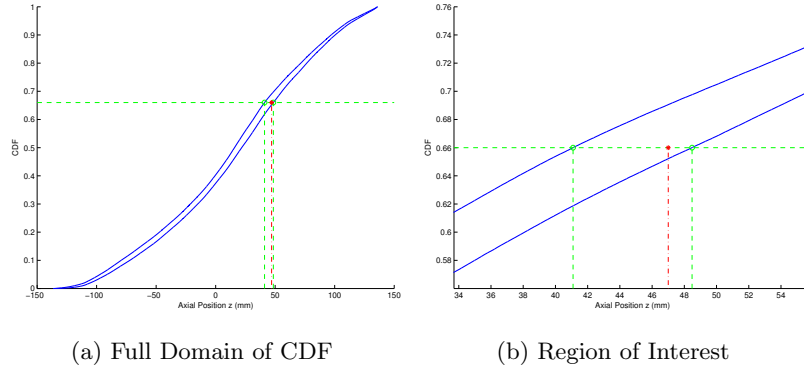 1
0.9
0.8
0.7
0.6
0.5
0.4
0.3
0.2
0.1
0
CDF
−150 −100 −50 0 50 100 150
Axial Position z (mm)
(a) Full Domain of CDF
0.76
0.74
0.72
0.7
0.68
0.66
0.64
0.62
0.6
0.58
CDF
34 36 38 40 42 44 46 48 50 52 54
Axial Position z (mm)
(b) Region of Interest